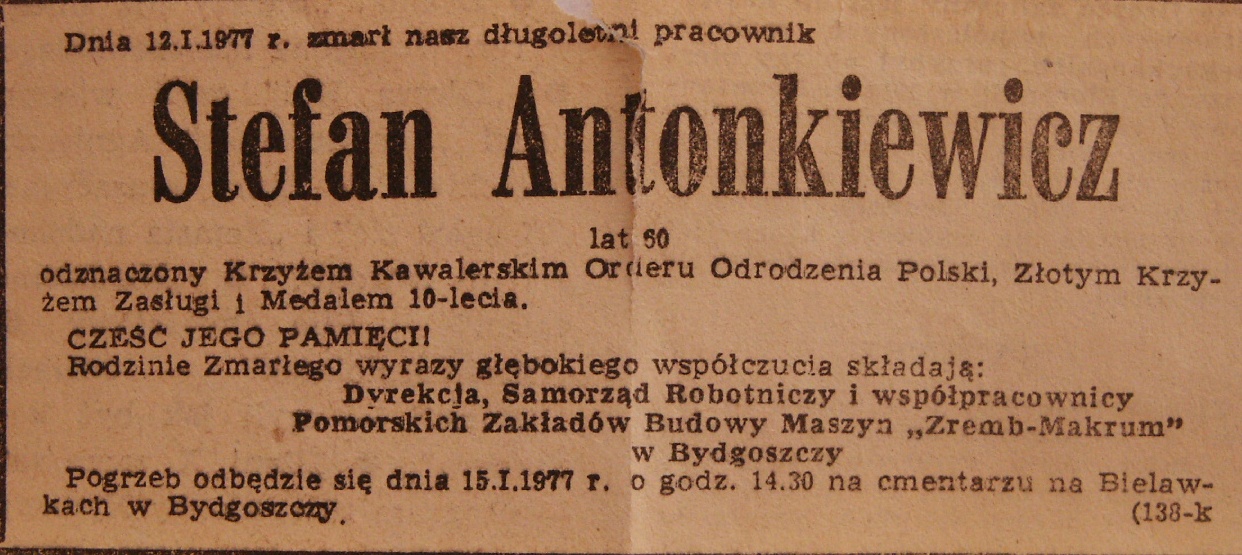 Dnia 12.I.1977 r. zmarł nasz długoletni pracownik
Stefan Antonkiewicz
lat 60
odznaczony Krzyżem Kawalerskim Orderu Odrodzenia Polski, Złotym Krzy-
żem Zasługi i Medalem 10-lecia.
CZEŚĆ JEGO PAMIĘCI!
Rodzinie Zmarłego wyrazy głębokiego współczucia składają:
Dyrekcja, Samorząd Robotniczy i współpracownicy
Pomorskich Zakładów Budowy Maszyn „Zremb-Makrum"
w Bydgoszczy
Pogrzeb odbędzie się dnia 15.I.1977 r. o godz. 14.30 na cmentarzu na Bielaw-
kach w Bydgoszczy. (138-k